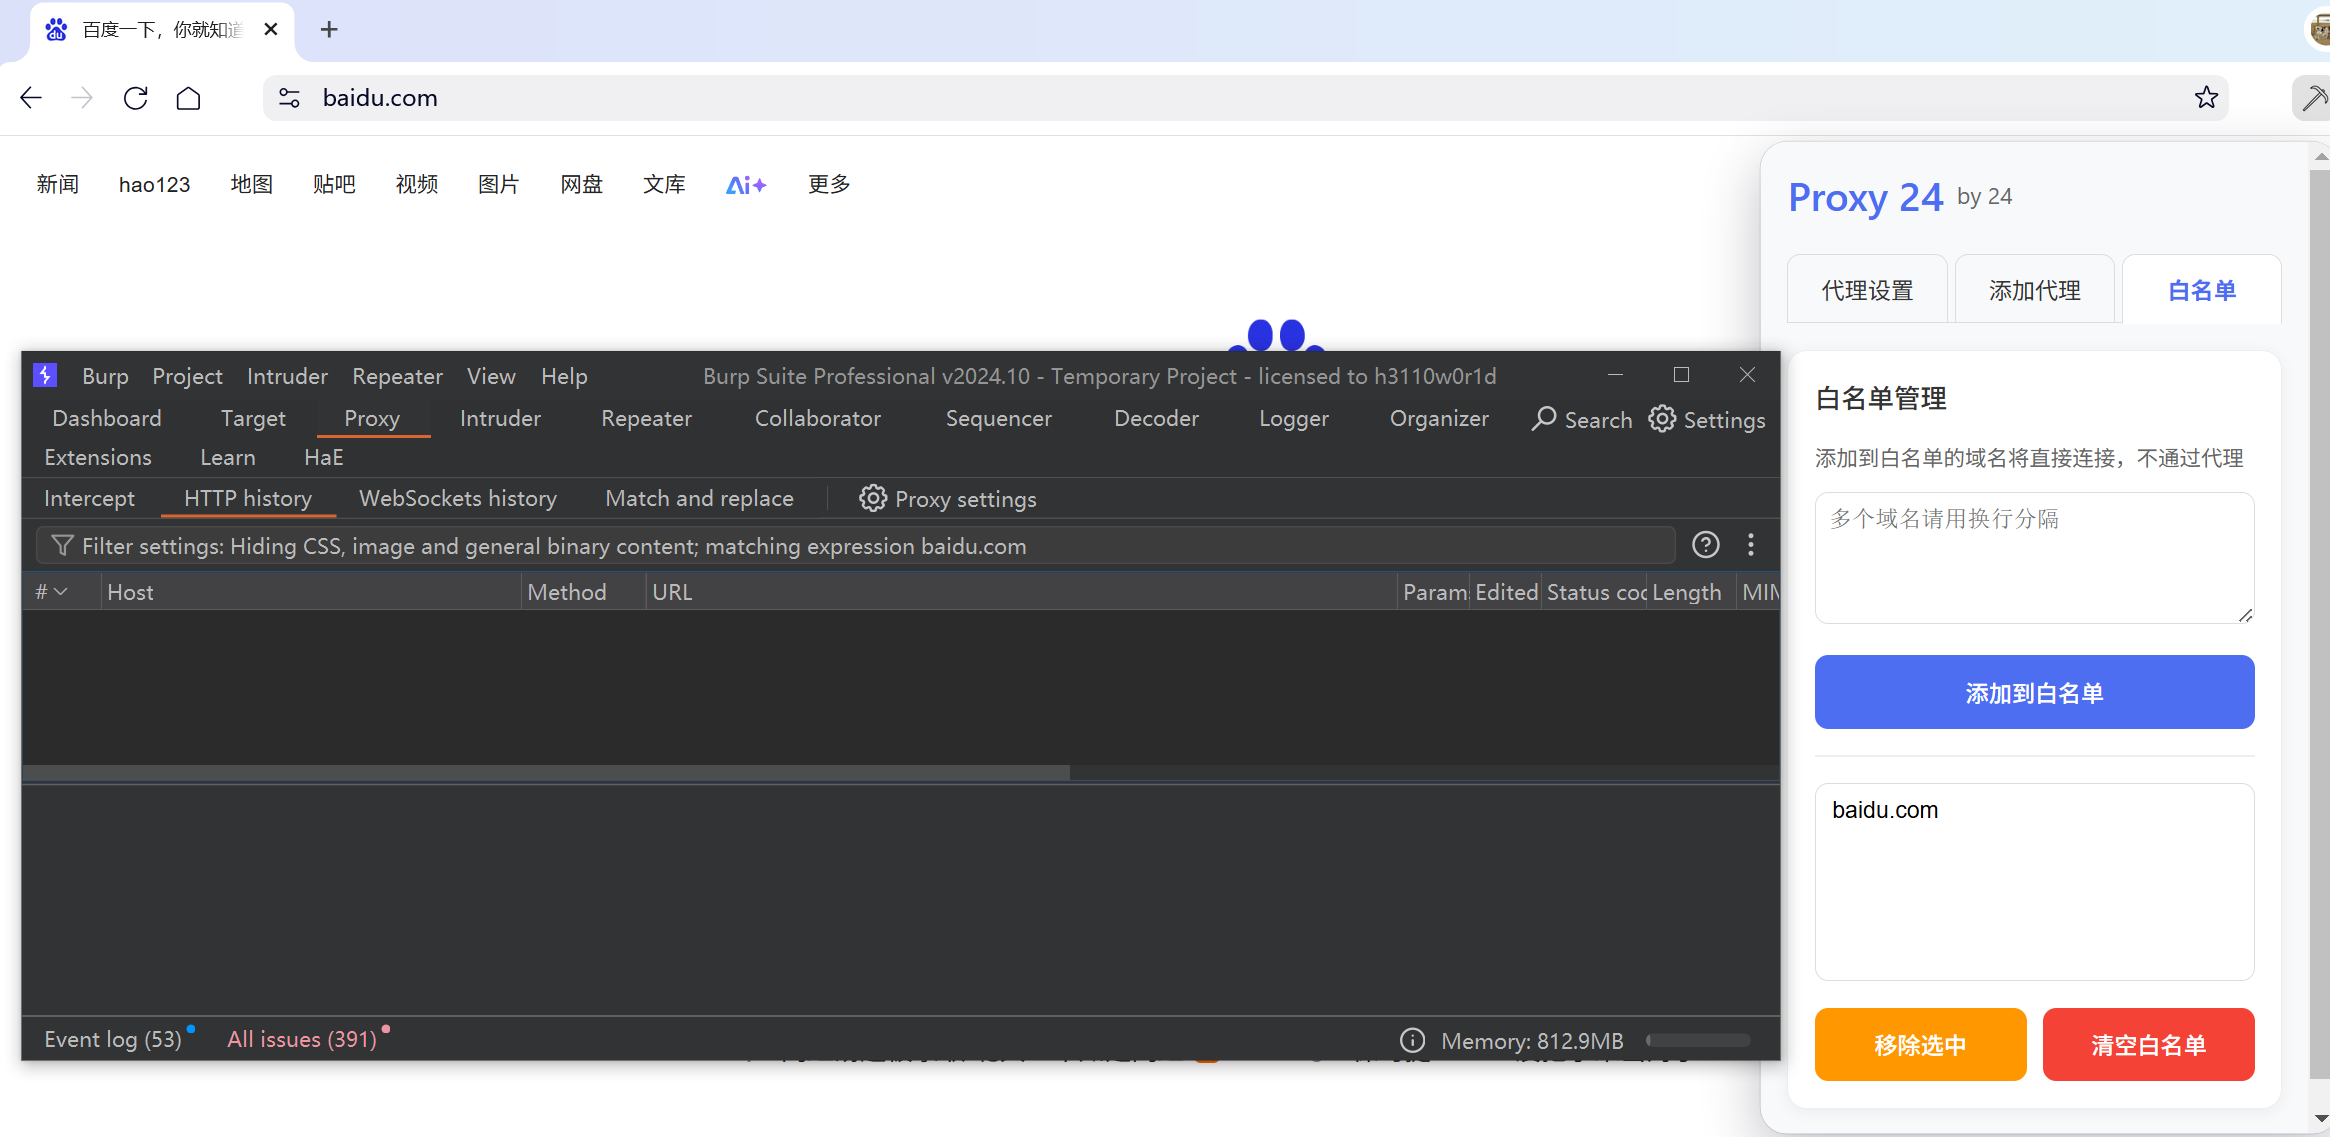 百度一下，你就知道
baidu.com
新闻 hao123 地图 贴吧 视频 图片 网盘 文库 Ai+ 更多
Proxy 24 by 24
代理设置 添加代理 白名单
白名单管理
添加到白名单的域名将直接连接，不通过代理
多个域名请用换行分隔
添加到白名单
baidu.com
移除选中 清空白名单
Burp Project Intruder Repeater View Help Burp Suite Professional v2024.10 - Temporary Project - licensed to h3110w0r1d
Dashboard Target Proxy Intruder Repeater Collaborator Sequencer Decoder Logger Organizer Search Settings
Extensions Learn HaE
Intercept HTTP history WebSockets history Match and replace Proxy settings
Filter settings: Hiding CSS, image and general binary content; matching expression baidu.com
# Host Method URL Param Edited Status coc Length MIM
Event log (53) All issues (391) Memory: 812.9MB